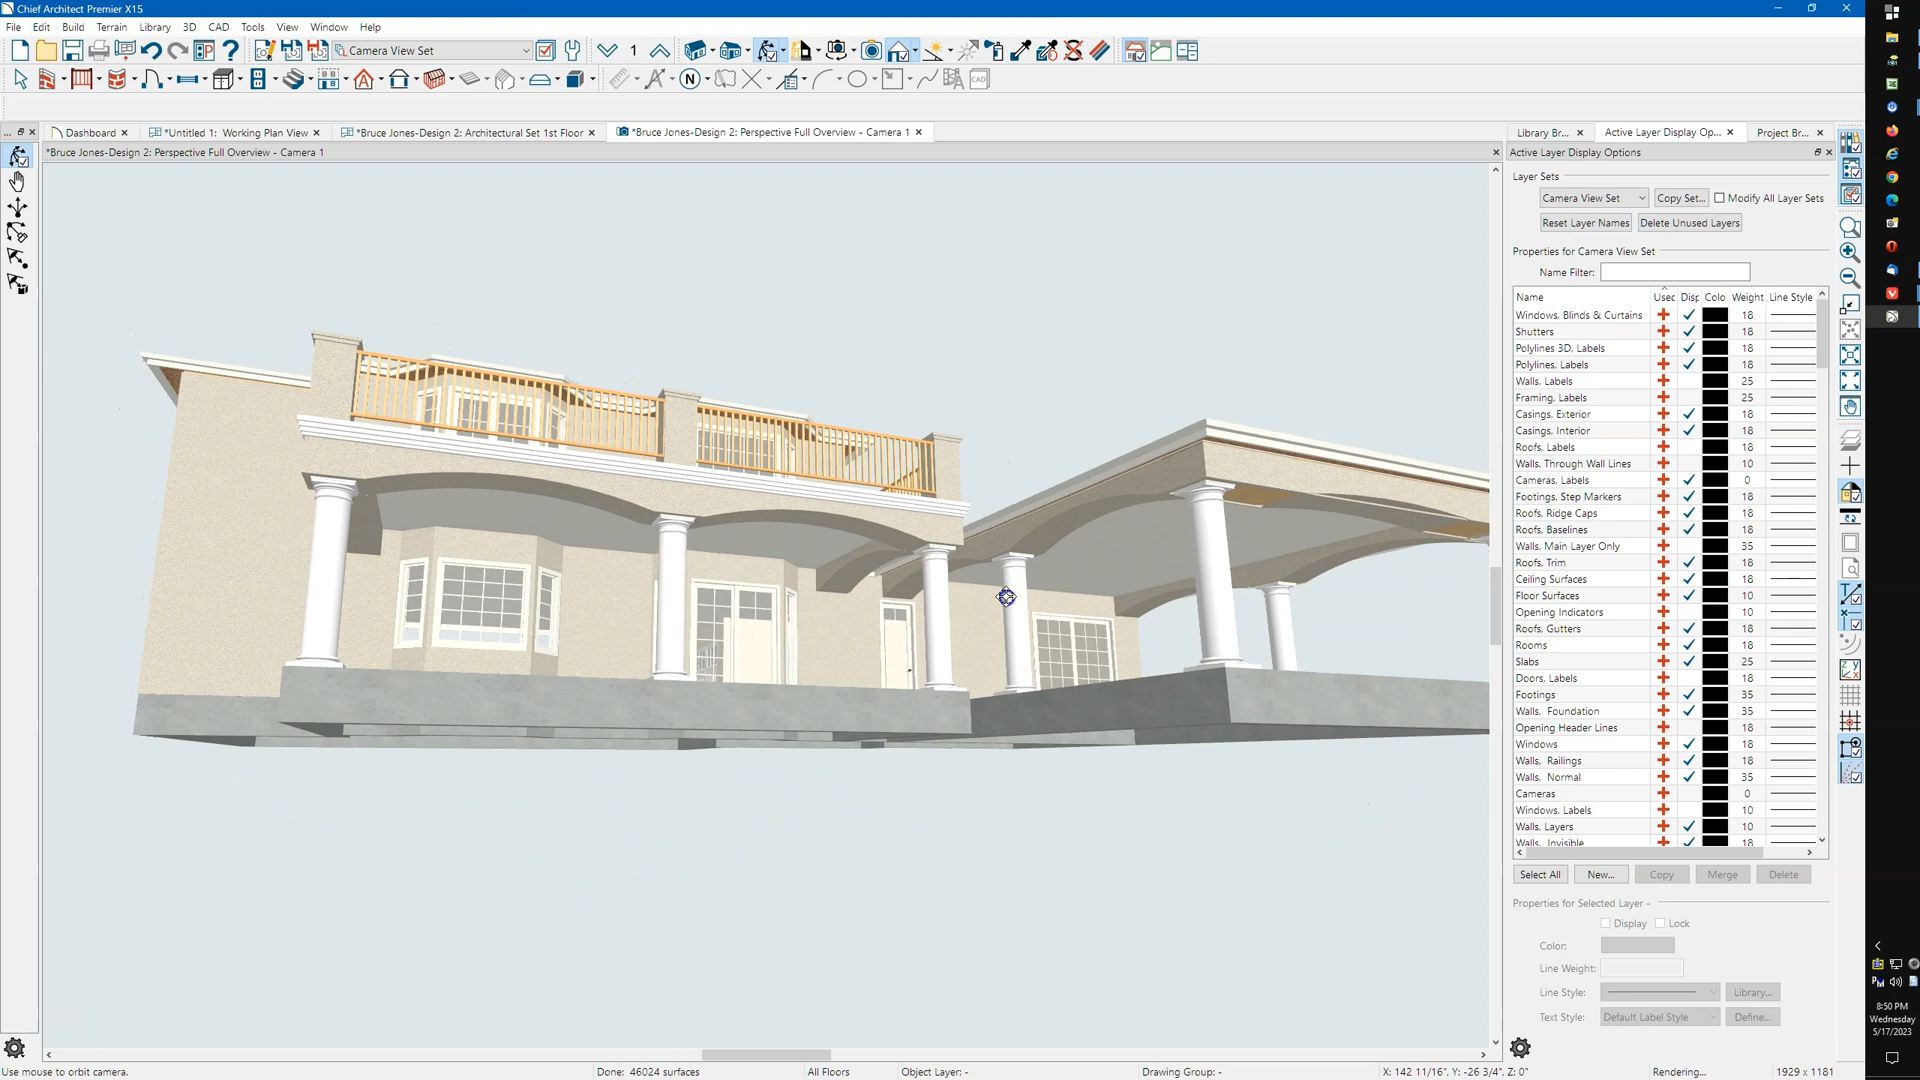 Chief Architect Premier X15
File Edit Build Terrain Library 3D CAD Tools View Window Help
Camera View Set
1
N
CAD
... Dashboard *Untitled 1: Working Plan View *Bruce Jones-Design 2: Architectural Set 1st Floor *Bruce Jones-Design 2: Perspective Full Overview - Camera 1
*Bruce Jones-Design 2: Perspective Full Overview - Camera 1
Library Br... Active Layer Display Op... Project Br...
Active Layer Display Options
Layer Sets
Camera View Set Copy Set... Modify All Layer Sets
Reset Layer Names Delete Unused Layers
Properties for Camera View Set
Name Filter:
Name Usec Disp Colo Weight Line Style
Windows, Blinds & Curtains 18
Shutters 18
Polylines 3D, Labels 18
Polylines, Labels 18
Walls, Labels 25
Framing, Labels 25
Casings, Exterior 18
Casings, Interior 18
Roofs, Labels 18
Walls, Through Wall Lines 10
Cameras, Labels 0
Footings, Step Markers 18
Roofs, Ridge Caps 18
Roofs, Baselines 18
Walls, Main Layer Only 35
Roofs, Trim 18
Ceiling Surfaces 18
Floor Surfaces 10
Opening Indicators 10
Roofs, Gutters 18
Rooms 18
Slabs 25
Doors, Labels 18
Footings 35
Walls, Foundation 35
Opening Header Lines 18
Windows 18
Walls, Railings 18
Walls, Normal 35
Cameras 0
Windows, Labels 10
Walls, Layers 10
Walls, Invisible 18
Select All New... Copy Merge Delete
Properties for Selected Layer -
Display Lock
Color:
Line Weight:
Line Style: Library...
Text Style: Default Label Style Define...
8:50 PM
Wednesday
5/17/2023
Use mouse to orbit camera. Done: 46024 surfaces All Floors Object Layer: - Drawing Group: - X: 142 11/16", Y: -26 3/4", Z: 0" Rendering... 1929 x 1181